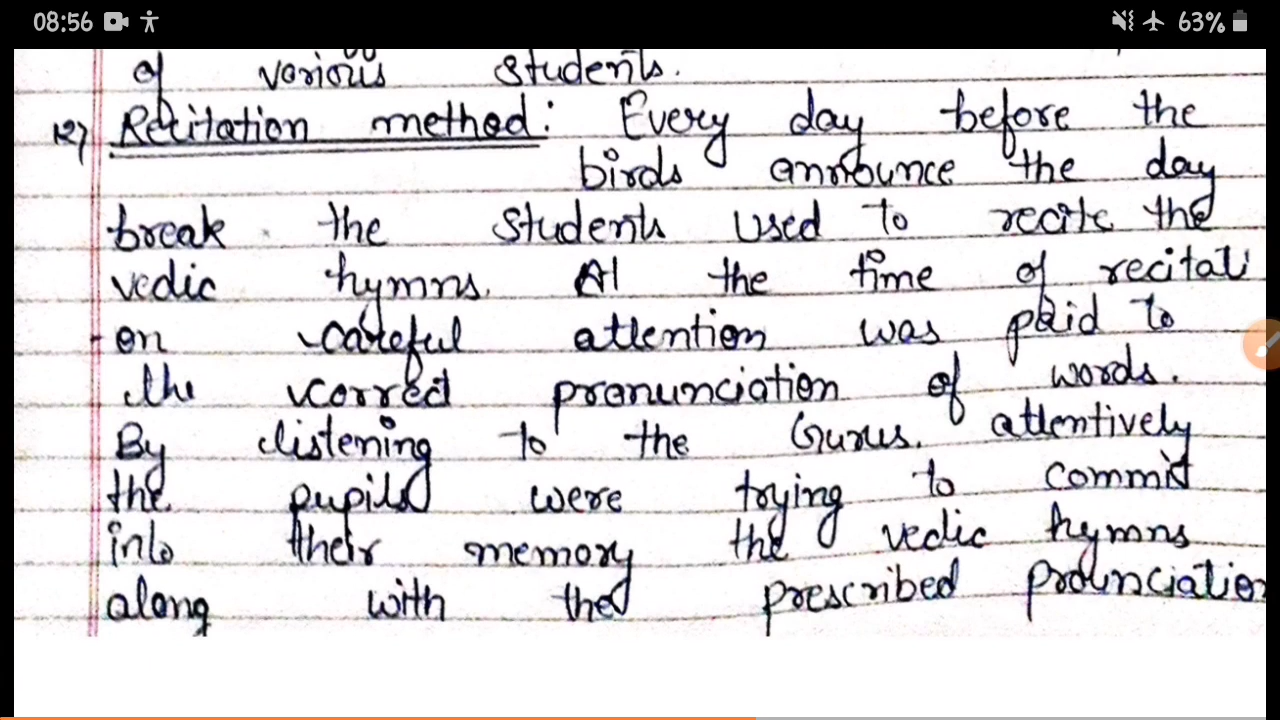 08:56 63%
of various students.
12) Recitation method: Every day before the
birds announce the day
break the students used to recite the
vedic hymns. At the time of recitati
on careful attention was paid to
the correct pronunciation of words.
By listening to the Gurus. attentively
the pupils were trying to commit
into their memory the vedic hymns
along with the prescribed prounciation